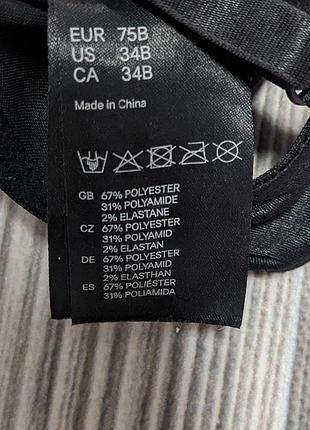 EUR 75B
US 34B
CA 34B
Made in China
GB 67% POLYESTER
31% POLYAMIDE
2% ELASTANE
CZ 67% POLYESTER
31% POLYAMID
2% ELASTAN
DE 67% POLYESTER
31% POLYAMID
2% ELASTHAN
ES 67% POLIÉSTER
31% POLIAMIDA